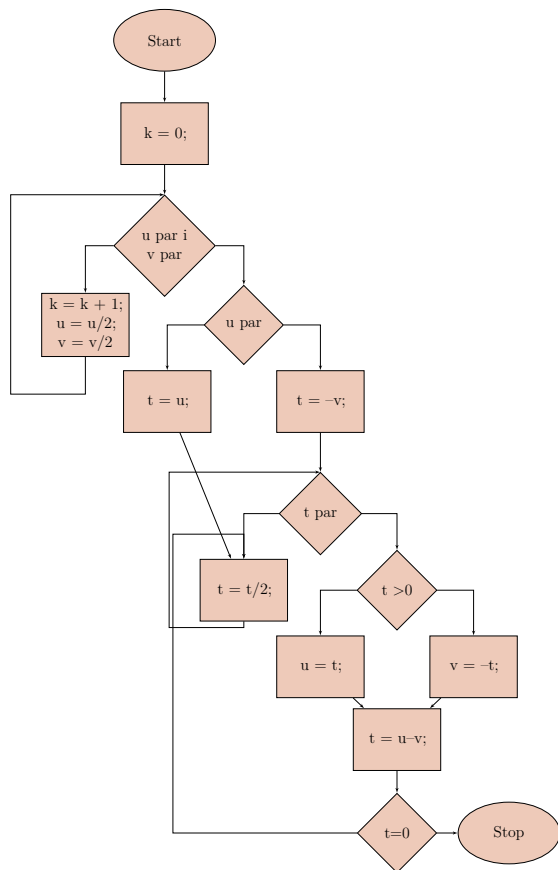 Start
k = 0;
u par i
v par
k = k + 1;
u = u/2;
v = v/2
u par
t = u;
t = –v;
t par
t = t/2;
t >0
u = t;
v = –t;
t = u–v;
t=0
Stop